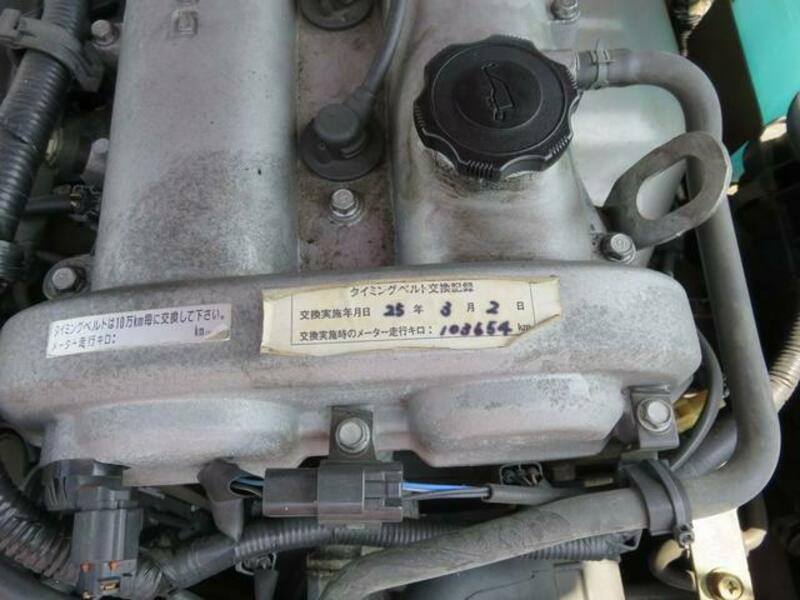 タイミングベルトは10万km毎に交換して下さい。
メーター走行キロ: km
タイミングベルト交換記録
交換実施年月日 25 年 3 月 2 日
交換実施時のメーター走行キロ: 103654 km